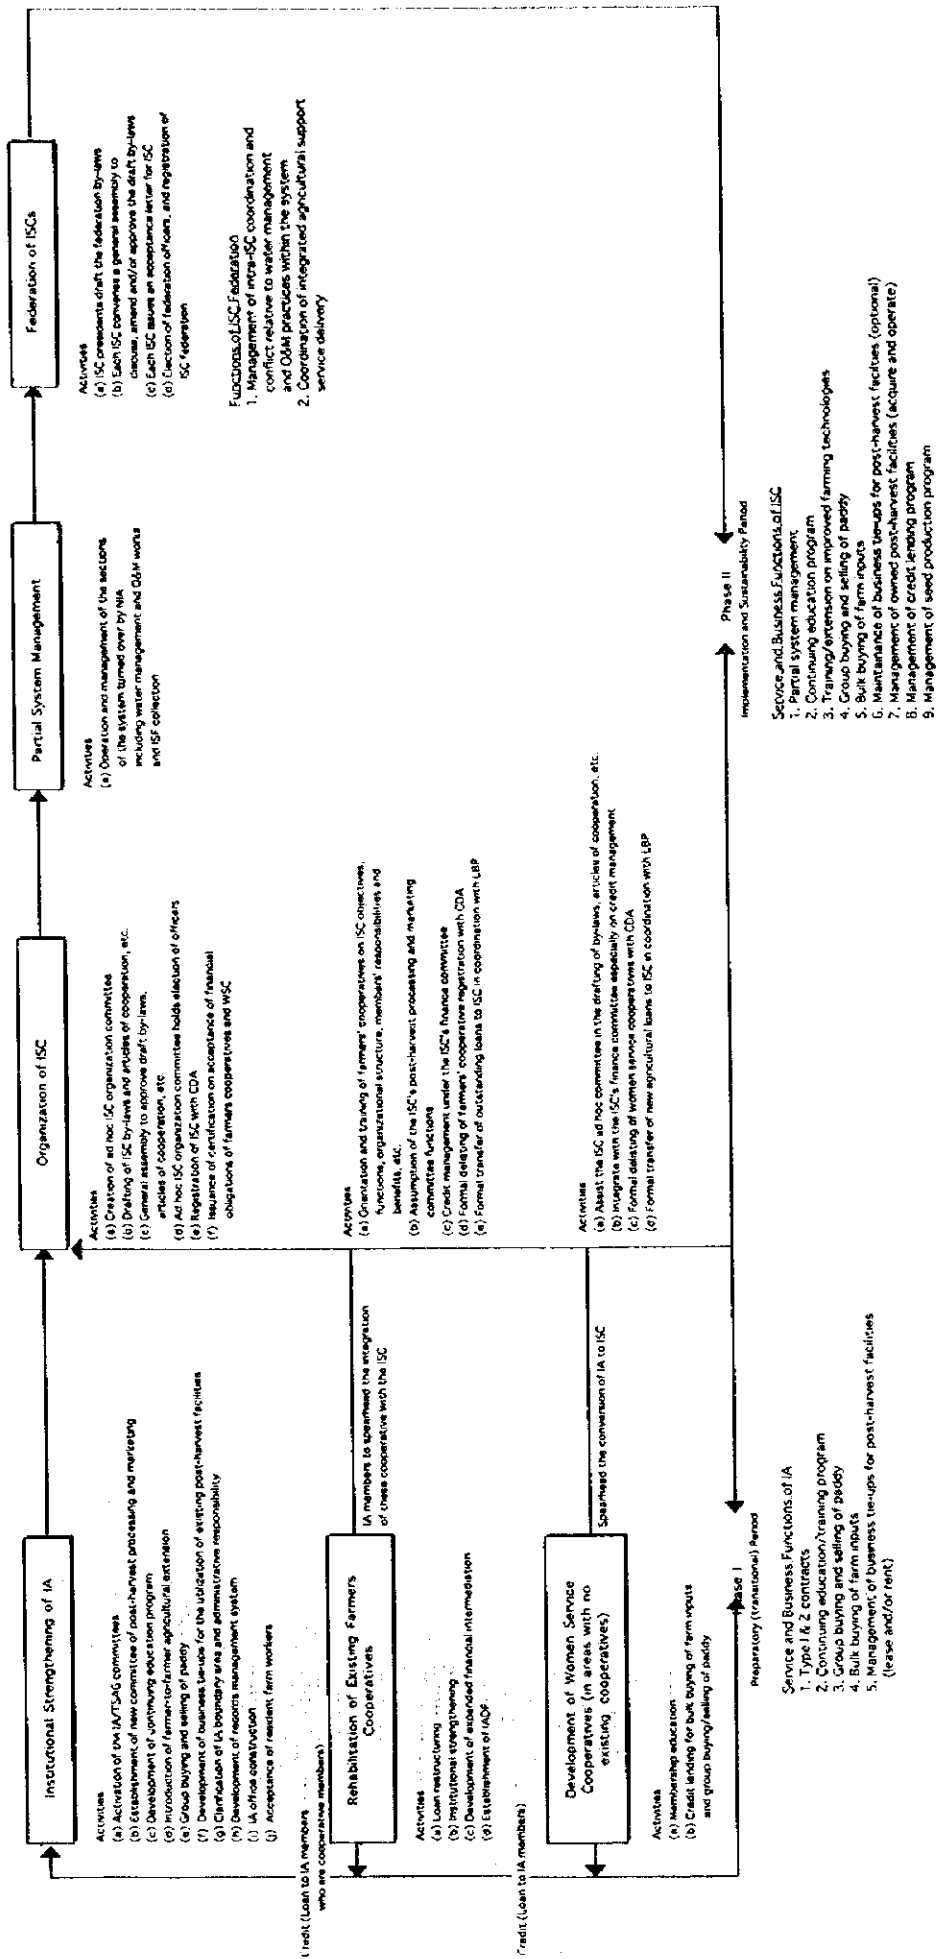 Institutional Strengthening of IA
Activities
(a) Activation of the IA/TSAG committees
(b) Establishment of new committee of post-harvest processing and marketing
(c) Development of continuing education program
(d) Introduction of farmer-to-farmer agricultural extension
(e) Group buying and selling of paddy
(f) Development of business tie-ups for the utilization of existing post-harvest facilities
(g) Clarification of IA boundary area and administrative responsibility
(h) Development of records management system
(i) IA office construction
(j) Acceptance of resident farm workers
Organization of ISC
Activities
(a) Creation of ad hoc ISC organization committee
(b) Drafting of ISC by-laws and articles of cooperation, etc.
(c) General assembly to approve draft by-laws,
articles of cooperation, etc.
(d) Ad hoc ISC organization committee holds election of officers
(e) Registration of ISC with CDA
(f) Issuance of certification on acceptance of financial
obligations of farmers cooperatives and WSC
Partial System Management
Activities
(a) Operation and management of the sections
of the system turned over by NIA
including water management and O&M works
and ISF collection
Federation of ISCs
Activities
(a) ISC presidents draft the federation by-laws
(b) Each ISC convenes a general assembly to
discuss, amend and/or approve the draft by-laws
(c) Each ISC issues an acceptance letter for ISC
(d) Election of federation officers, and registration of
ISC federation
Functions of ISC Federation
1. Management of intra-ISC coordination and
conflict relative to water management
and O&M practices within the system
2. Coordination of integrated agricultural support
service delivery
Credit (Loan to IA members
who are cooperative members)
Rehabilitation of Existing Farmers
Cooperatives
IA members to spearhead the integration
of these cooperative with the ISC
Activities
(a) Loan restructuring
(b) Institutional strengthening
(c) Development of expended financial intermediation
(d) Establishment of IADP
Activities
(a) Orientation and training of farmers' cooperatives on ISC objectives,
functions, organizational structure, members' responsibilities and
benefits, etc.
(b) Assumption of the ISC's post-harvest processing and marketing
committee functions
(c) Credit management under the ISC's finance committee
(d) Formal delisting of farmers' cooperative registration with CDA
(e) Formal transfer of outstanding loans to ISC in coordination with LBP
Credit (Loan to IA members)
Development of Women Service
Cooperatives (in areas with no
existing cooperatives)
Spearhead the conversion of IA to ISC
Activities
(a) Membership education
(b) Credit lending for bulk buying of farm inputs
and group buying/selling of paddy
Activities
(a) Assist the ISC ad hoc committee in the drafting of by-laws, articles of cooperation, etc.
(b) Integrate with the ISC's finance committee especially on credit management
(c) Formal delisting of women service cooperatives with CDA
(d) Formal transfer of new agricultural loans to ISC in coordination with LBP
Phase I
Preparatory (transitional) Period
Service and Business Functions of IA
1. Type 1 & 2 contracts
2. Continuing education/training program
3. Group buying and selling of paddy
4. Bulk buying of farm inputs
5. Management of business tie-ups for post-harvest facilities
(lease and/or rent)
Phase II
Implementation and Sustainability Period
Service and Business Functions of ISC
1. Partial system management
2. Continuing education program
3. Training/extension on improved farming technologies
4. Group buying and selling of paddy
5. Bulk buying of farm inputs
6. Maintainance of business tie-ups for post-harvest facilities (optional)
7. Management of owned post-harvest facilities (acquire and operate)
8. Management of credit lending program
9. Management of seed production program